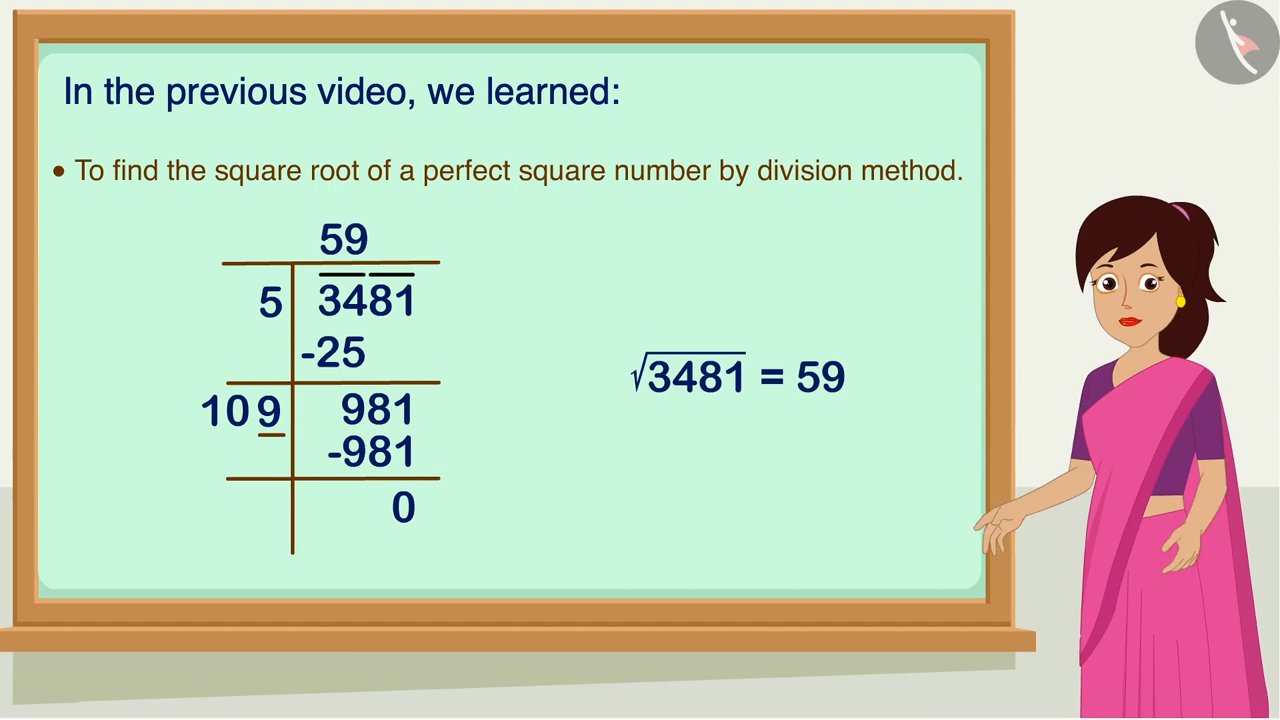 In the previous video, we learned:
• To find the square root of a perfect square number by division method.
59
5 3481
-25
109 981
-981
0
√3481 = 59